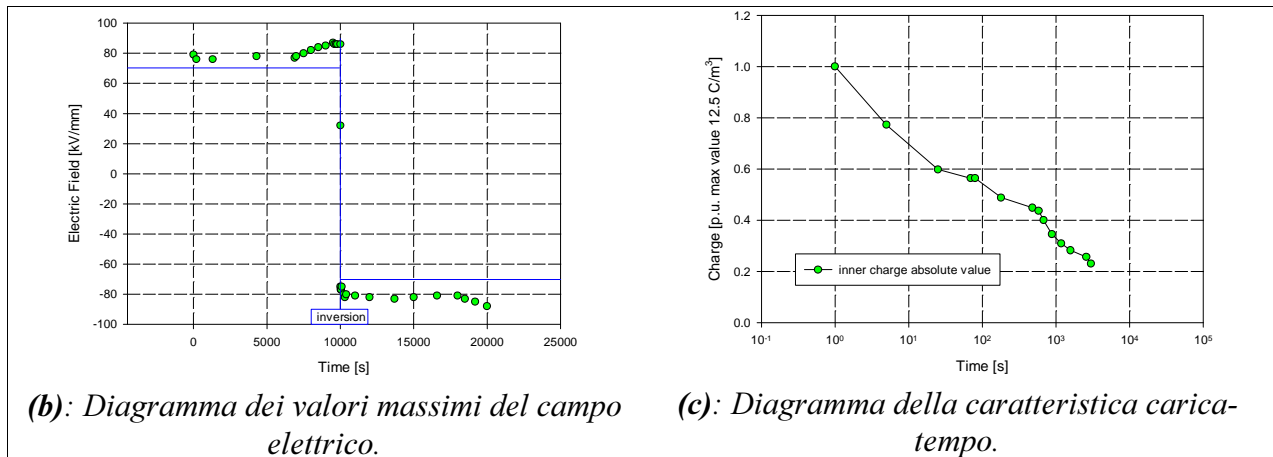 100
80
60
40
20
0
-20
-40
-60
-80
-100
Electric Field [kV/mm]
inversion
0 5000 10000 15000 20000 25000
Time [s]
(b): Diagramma dei valori massimi del campo
elettrico.
1.2
1.0
0.8
0.6
0.4
0.2
0.0
Charge [p.u. max value 12.5 C/m³]
inner charge absolute value
10⁻¹ 10⁰ 10¹ 10² 10³ 10⁴ 10⁵
Time [s]
(c): Diagramma della caratteristica carica-
tempo.